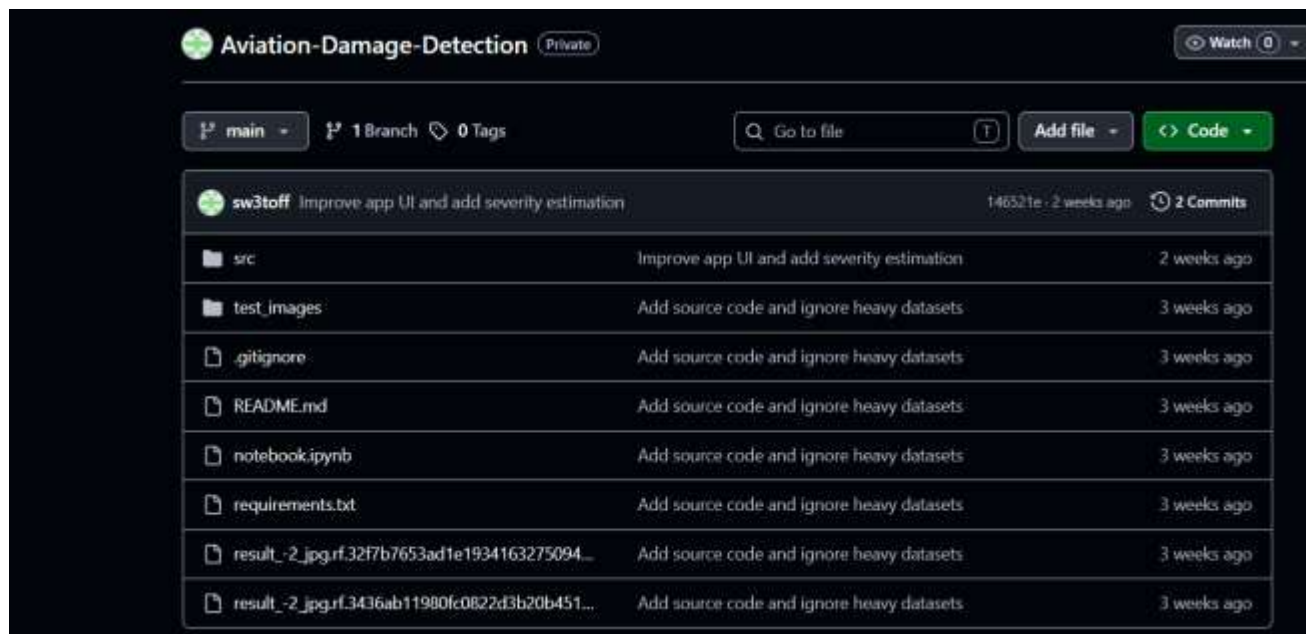 Aviation-Damage-Detection Private
Watch 0
main 1 Branch 0 Tags
Go to file T Add file Code
sw3toff Improve app UI and add severity estimation 146521e · 2 weeks ago 2 Commits
src Improve app UI and add severity estimation 2 weeks ago
test_images Add source code and ignore heavy datasets 3 weeks ago
.gitignore Add source code and ignore heavy datasets 3 weeks ago
README.md Add source code and ignore heavy datasets 3 weeks ago
notebook.ipynb Add source code and ignore heavy datasets 3 weeks ago
requirements.txt Add source code and ignore heavy datasets 3 weeks ago
result_-2_jpg.rf.32f7b7653ad1e1934163275094... Add source code and ignore heavy datasets 3 weeks ago
result_-2_jpg.rf.3436ab11980fc0822d3b20b451... Add source code and ignore heavy datasets 3 weeks ago